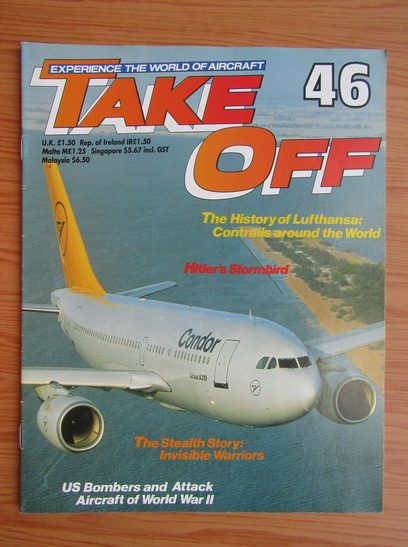 EXPERIENCE THE WORLD OF AIRCRAFT
TAKE
OFF
46
U.K. £1.50 Rep. of Ireland IR£1.50
Malta M£1.25 Singapore $5.67 incl. GST
Malaysia $6.50
The History of Lufthansa:
Contrails around the World
Hitler's Stormbird
Condor
Airbus A310
The Stealth Story:
Invisible Warriors
US Bombers and Attack
Aircraft of World War II